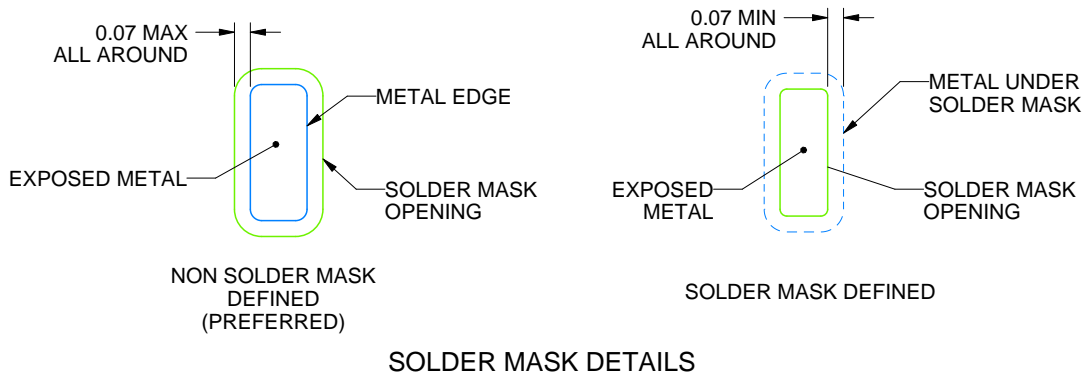 0.07 MAX
ALL AROUND
METAL EDGE
EXPOSED METAL
SOLDER MASK
OPENING
NON SOLDER MASK
DEFINED
(PREFERRED)
0.07 MIN
ALL AROUND
METAL UNDER
SOLDER MASK
EXPOSED
METAL
SOLDER MASK
OPENING
SOLDER MASK DEFINED
SOLDER MASK DETAILS